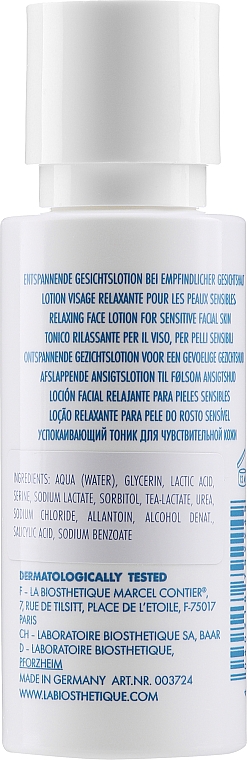 ENTSPANNENDE GESICHTSLOTION BEI EMPFINDLICHER GESICHTSHAUT
LOTION VISAGE RELAXANTE POUR LES PEAUX SENSIBLES
RELAXING FACE LOTION FOR SENSITIVE FACIAL SKIN
TONICO RILASSANTE PER IL VISO, PER PELLI SENSIBILI
ONTSPANNENDE GEZICHTSLOTION VOOR EEN GEVOELIGE GEZICHTSHUID
AFSLAPPENDE ANSIGTSLOTION TIL FØLSOM ANSIGTSHUD
LOCIÓN FACIAL RELAJANTE PARA PIELES SENSIBLES
LOÇÃO RELAXANTE PARA PELE DO ROSTO SENSÍVEL
УСПОКАИВАЮЩИЙ ТОНИК ДЛЯ ЧУВСТВИТЕЛЬНОЙ КОЖИ
INGREDIENTS: AQUA (WATER), GLYCERIN, LACTIC ACID,
SERINE, SODIUM LACTATE, SORBITOL, TEA-LACTATE, UREA,
SODIUM CHLORIDE, ALLANTOIN, ALCOHOL DENAT.,
SALICYLIC ACID, SODIUM BENZOATE
DERMATOLOGICALLY TESTED
F - LA BIOSTHETIQUE MARCEL CONTIER®,
7, RUE DE TILSITT, PLACE DE L'ETOILE, F-75017
PARIS
CH - LABORATOIRE BIOSTHETIQUE SA, BAAR
D - LABORATOIRE BIOSTHETIQUE,
PFORZHEIM
MADE IN GERMANY ART.NR. 003724
WWW.LABIOSTHETIQUE.COM